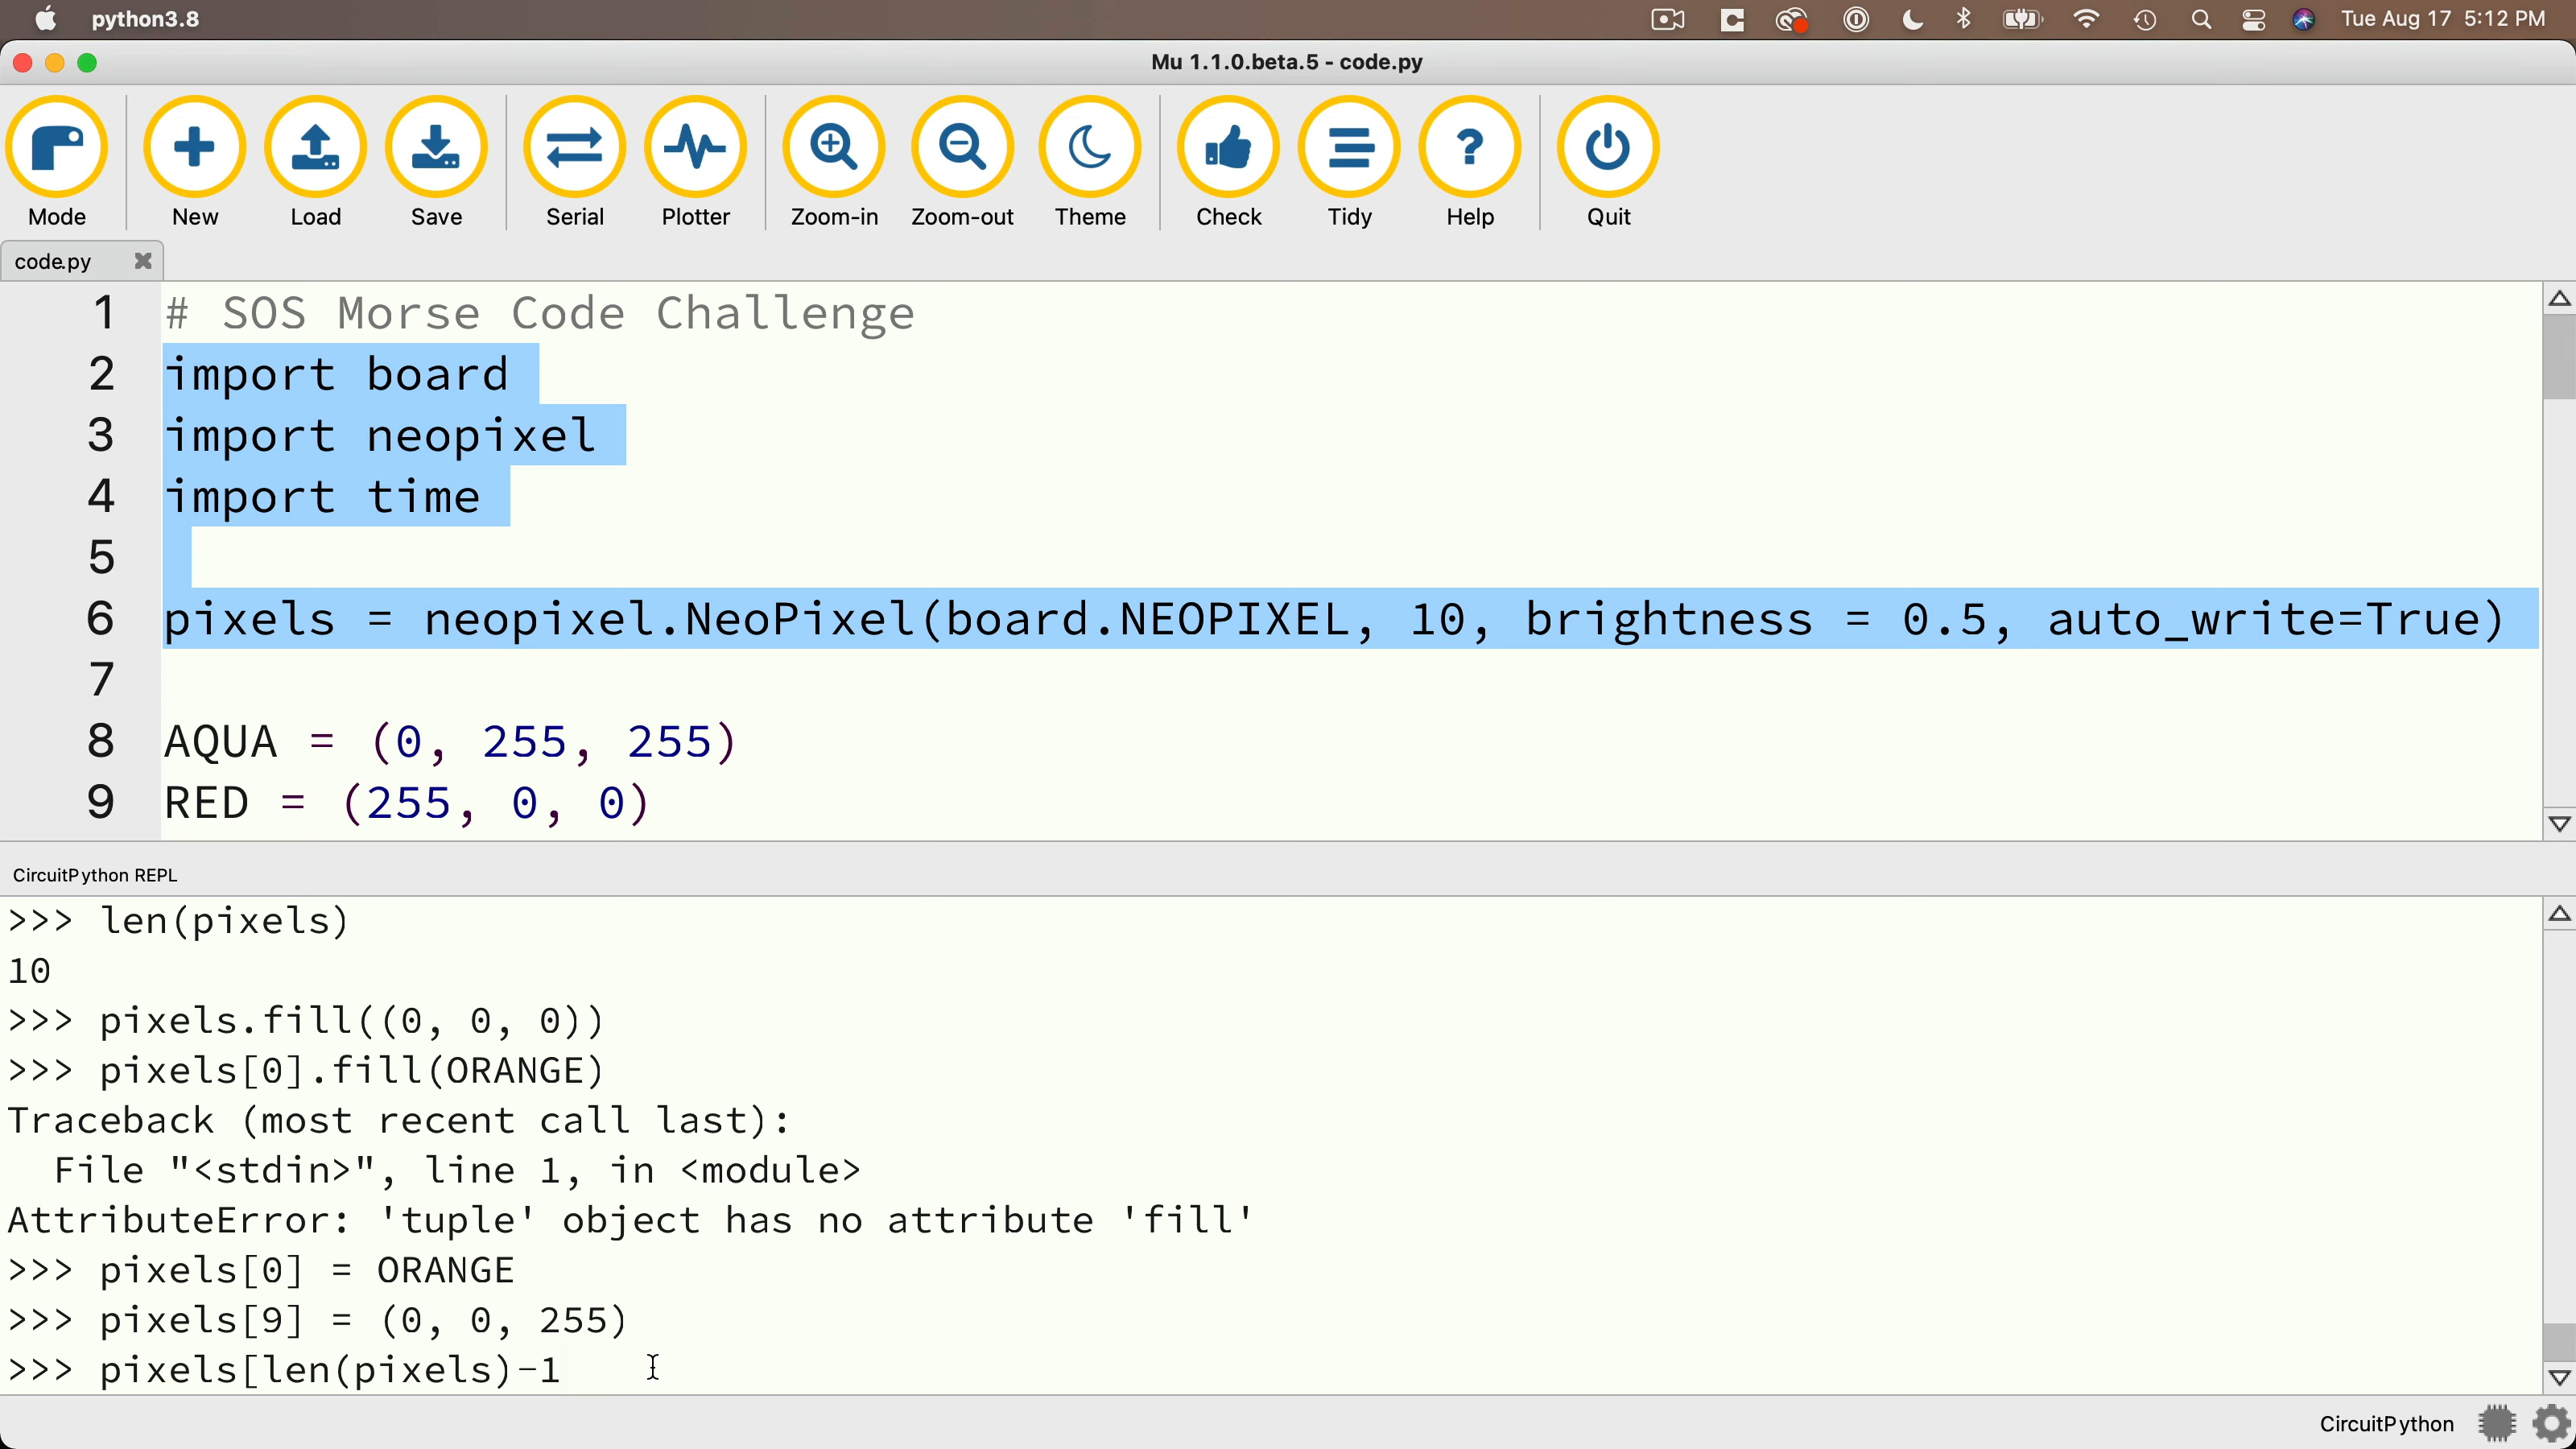 python3.8
Tue Aug 17 5:12 PM
Mu 1.1.0.beta.5 - code.py
Mode New Load Save Serial Plotter Zoom-in Zoom-out Theme Check Tidy Help Quit
code.py
1 # SOS Morse Code Challenge
2 import board
3 import neopixel
4 import time
5
6 pixels = neopixel.NeoPixel(board.NEOPIXEL, 10, brightness = 0.5, auto_write=True)
7
8 AQUA = (0, 255, 255)
9 RED = (255, 0, 0)
CircuitPython REPL
>>> len(pixels)
10
>>> pixels.fill((0, 0, 0))
>>> pixels[0].fill(ORANGE)
Traceback (most recent call last):
  File "<stdin>", line 1, in <module>
AttributeError: 'tuple' object has no attribute 'fill'
>>> pixels[0] = ORANGE
>>> pixels[9] = (0, 0, 255)
>>> pixels[len(pixels)-1
CircuitPython